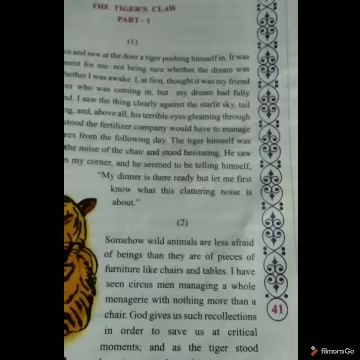 THE TIGER'S CLAW
PART - 1
(1)
and saw at the door a tiger pushing himself in. It was
for me: not being sure whether the dream was
whether I was awake. I, at first, thought it was my friend
who was coming in, but my dream had fully
I saw the thing clearly against the starlit sky, tail
and, above all, his terrible eyes gleaming through
the fertilizer company would have to manage
from the following day. The tiger himself was
the noise of the chair and stood hesitating. He saw
my corner, and he seemed to be telling himself,
"My dinner is there ready but let me first
know what this clattering noise is
about."
(2)
Somehow wild animals are less afraid
of beings than they are of pieces of
furniture like chairs and tables. I have
seen circus men managing a whole
menagerie with nothing more than a
chair. God gives us such recollections
in order to save us at critical
moments; and as the tiger stood
41
filmoraGo